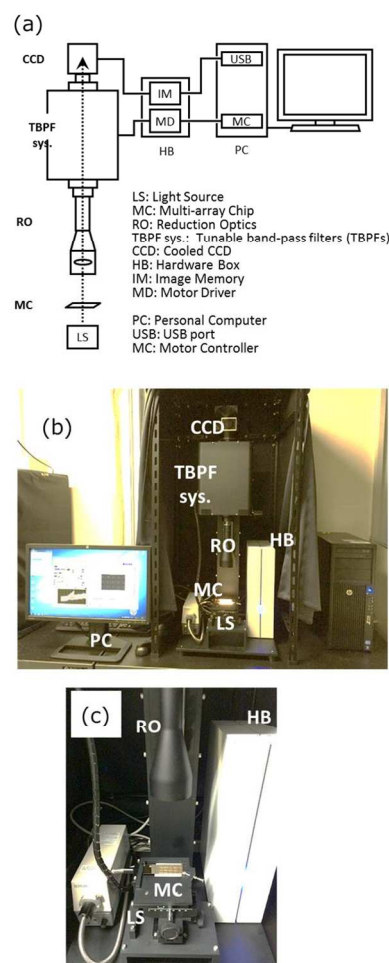 (a)
CCD
USB
IM
TBPF
sys.
MD
MC
HB
PC
RO
LS: Light Source
MC: Multi-array Chip
RO: Reduction Optics
TBPF sys.: Tunable band-pass filters (TBPFs)
CCD: Cooled CCD
HB: Hardware Box
IM: Image Memory
MD: Motor Driver
MC
LS
PC: Personal Computer
USB: USB port
MC: Motor Controller
(b)
CCD
TBPF
sys.
RO
HB
MC
LS
PC
(c)
RO
HB
MC
LS